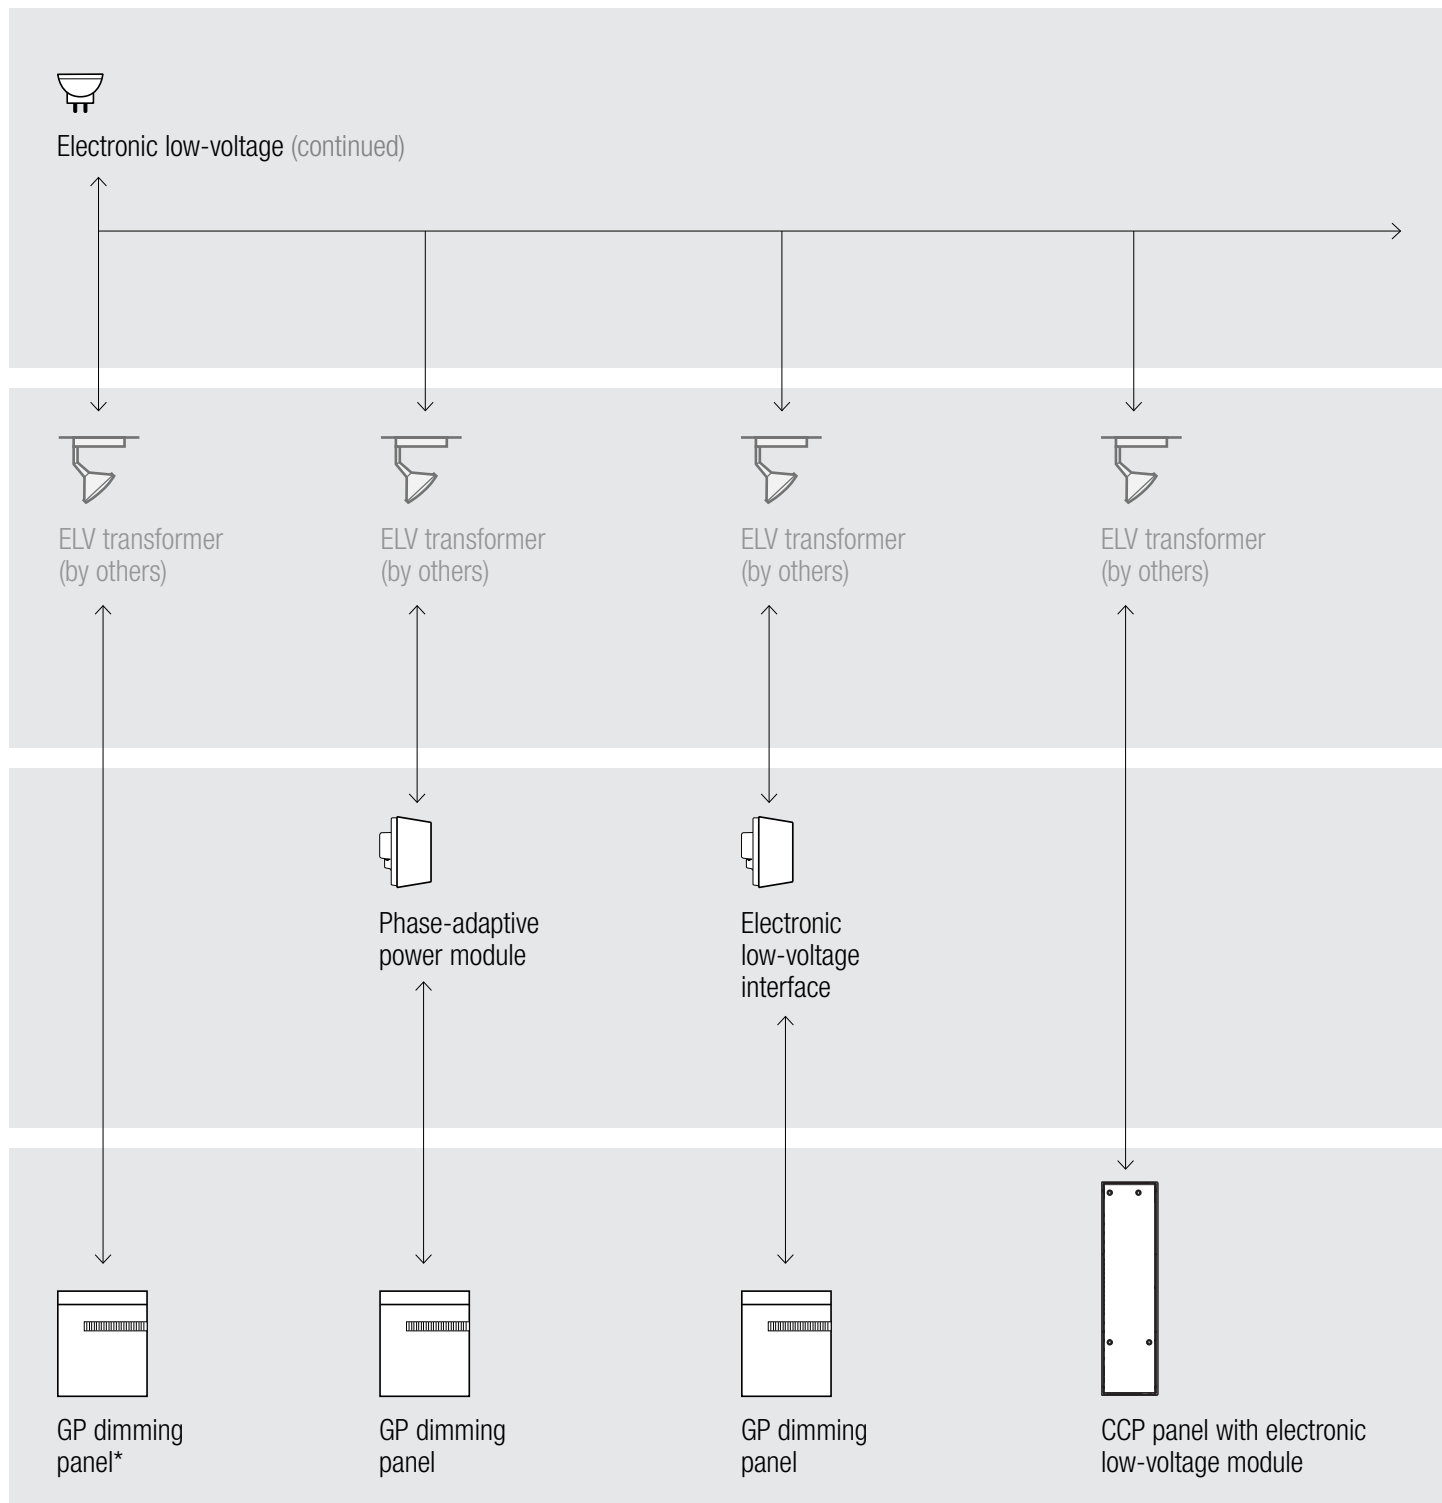 Electronic low-voltage (continued)
ELV transformer
(by others)
ELV transformer
(by others)
ELV transformer
(by others)
ELV transformer
(by others)
Phase-adaptive
power module
Electronic
low-voltage
interface
GP dimming
panel*
GP dimming
panel
GP dimming
panel
CCP panel with electronic
low-voltage module